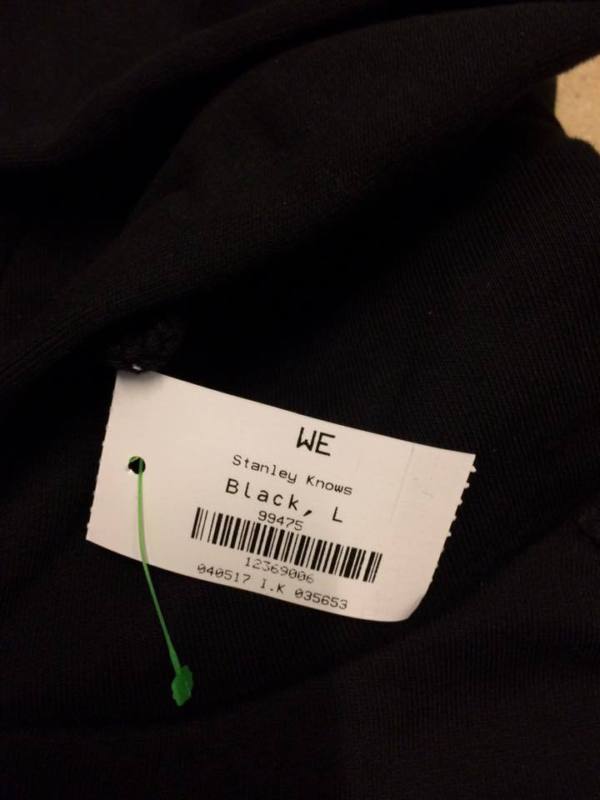 WE
Stanley Knows
Black, L
99475
12369006
040517 I.K 035653